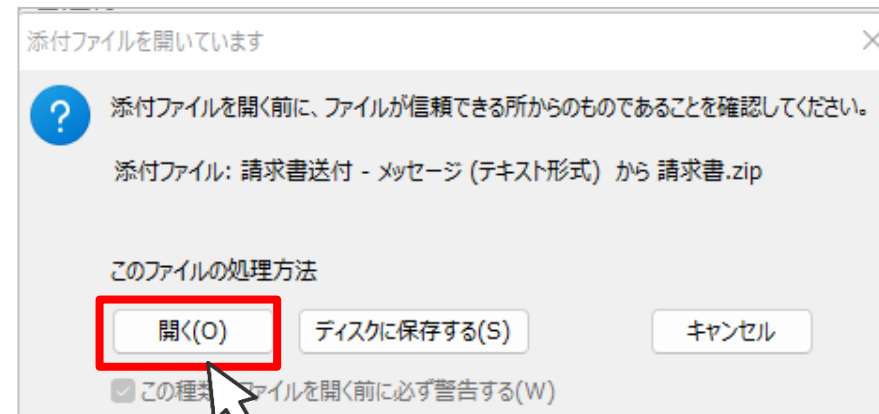 添付ファイルを開いています
添付ファイルを開く前に、ファイルが信頼できる所からのものであることを確認してください。
添付ファイル: 請求書送付 - メッセージ (テキスト形式) から 請求書.zip
このファイルの処理方法
開く(O) ディスクに保存する(S) キャンセル
この種類 ファイルを開く前に必ず警告する(W)